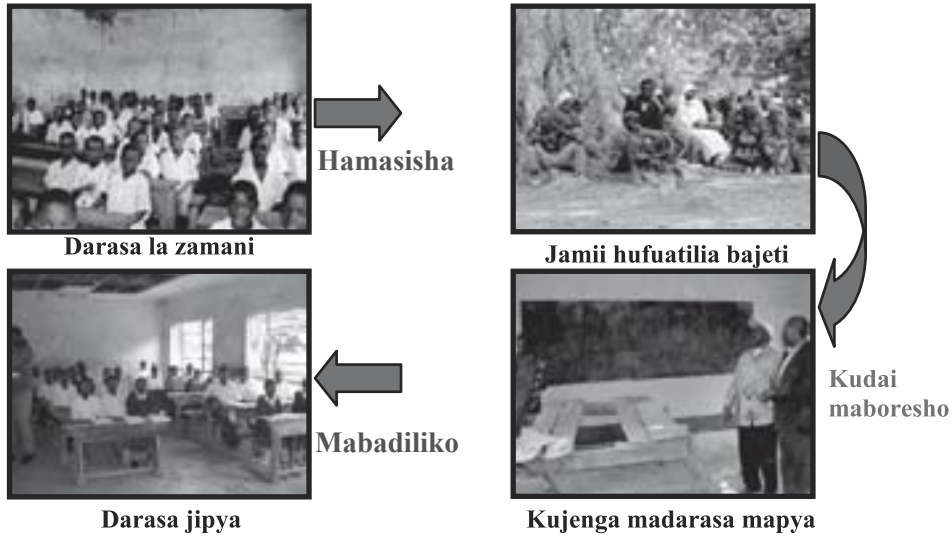 Hamasisha
Darasa la zamani
Jamii hufuatilia bajeti
Kudai
maboresho
Mabadiliko
Darasa jipya
Kujenga madarasa mapya